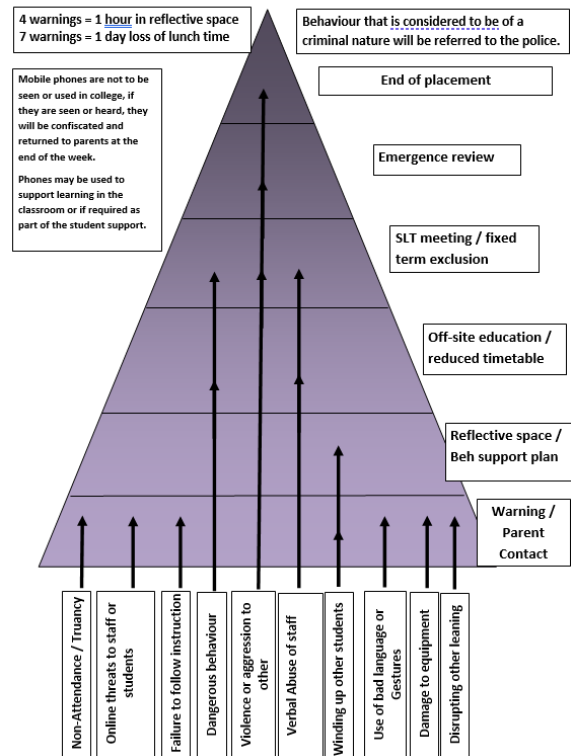 4 warnings = 1 hour in reflective space
7 warnings = 1 day loss of lunch time
Behaviour that is considered to be of a
criminal nature will be referred to the police.
Mobile phones are not to be
seen or used in college, if
they are seen or heard, they
will be confiscated and
returned to parents at the
end of the week.
Phones may be used to
support learning in the
classroom or if required as
part of the student support.
End of placement
Emergence review
SLT meeting / fixed
term exclusion
Off-site education /
reduced timetable
Reflective space /
Beh support plan
Warning /
Parent
Contact
Non-Attendance / Truancy
Online threats to staff or
students
Failure to follow instruction
Dangerous behaviour
Violence or aggression to
other
Verbal Abuse of staff
Winding up other students
Use of bad language or
Gestures
Damage to equipment
Disrupting other leaning